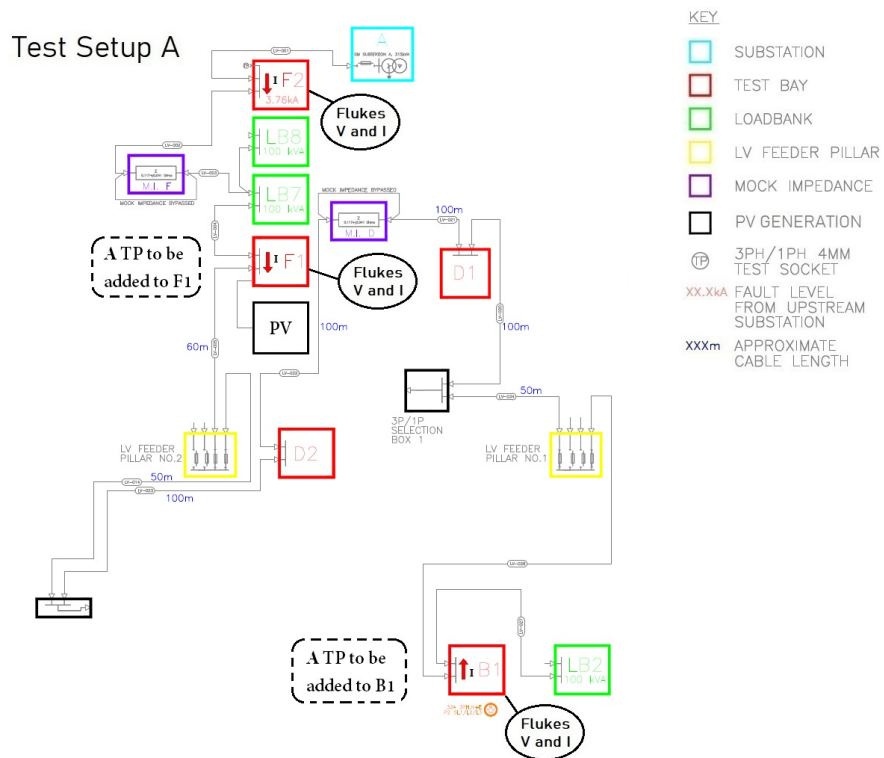 Test Setup A
KEY
SUBSTATION
TEST BAY
LOADBANK
LV FEEDER PILLAR
MOCK IMPEDANCE
PV GENERATION
TP
3PH/1PH 4MM
TEST SOCKET
XX.XkA
FAULT LEVEL
FROM UPSTREAM
SUBSTATION
XXXm
APPROXIMATE
CABLE LENGTH
A
I F2
3.76kA
Flukes
V and I
LB8
100 kVA
M.I. F
MOCK IMPEDANCE BYPASSED
LB7
100 kVA
MOCK IMPEDANCE BYPASSED
M.I. D
100m
A TP to be
added to F1
I F1
Flukes
V and I
D1
PV
100m
100m
60m
3P/1P
SELECTION
BOX 1
50m
LV FEEDER
PILLAR NO.2
D2
LV FEEDER
PILLAR NO.1
50m
100m
A TP to be
added to B1
I B1
LB2
100 kVA
Flukes
V and I